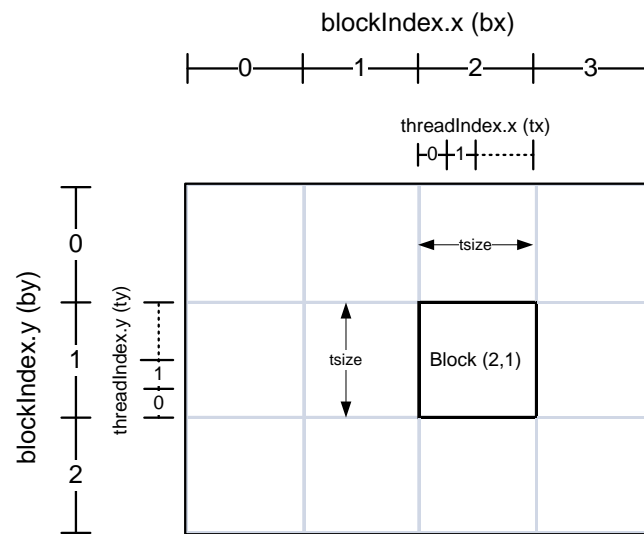 blockIndex.x (bx)
0 1 2 3
threadIndex.x (tx)
0 1
tsize
blockIndex.y (by)
0
1
2
threadIndex.y (ty)
1
0
tsize
Block (2,1)